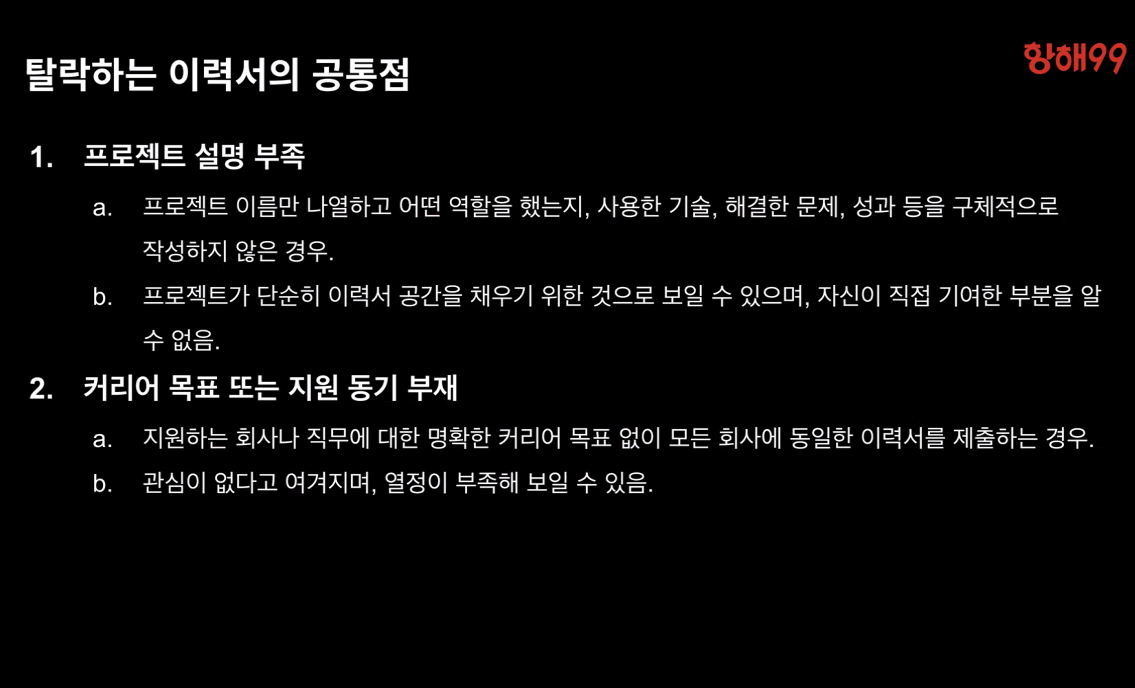 탈락하는 이력서의 공통점
항해99
1. 프로젝트 설명 부족
a. 프로젝트 이름만 나열하고 어떤 역할을 했는지, 사용한 기술, 해결한 문제, 성과 등을 구체적으로
작성하지 않은 경우.
b. 프로젝트가 단순히 이력서 공간을 채우기 위한 것으로 보일 수 있으며, 자신이 직접 기여한 부분을 알
수 없음.
2. 커리어 목표 또는 지원 동기 부재
a. 지원하는 회사나 직무에 대한 명확한 커리어 목표 없이 모든 회사에 동일한 이력서를 제출하는 경우.
b. 관심이 없다고 여겨지며, 열정이 부족해 보일 수 있음.